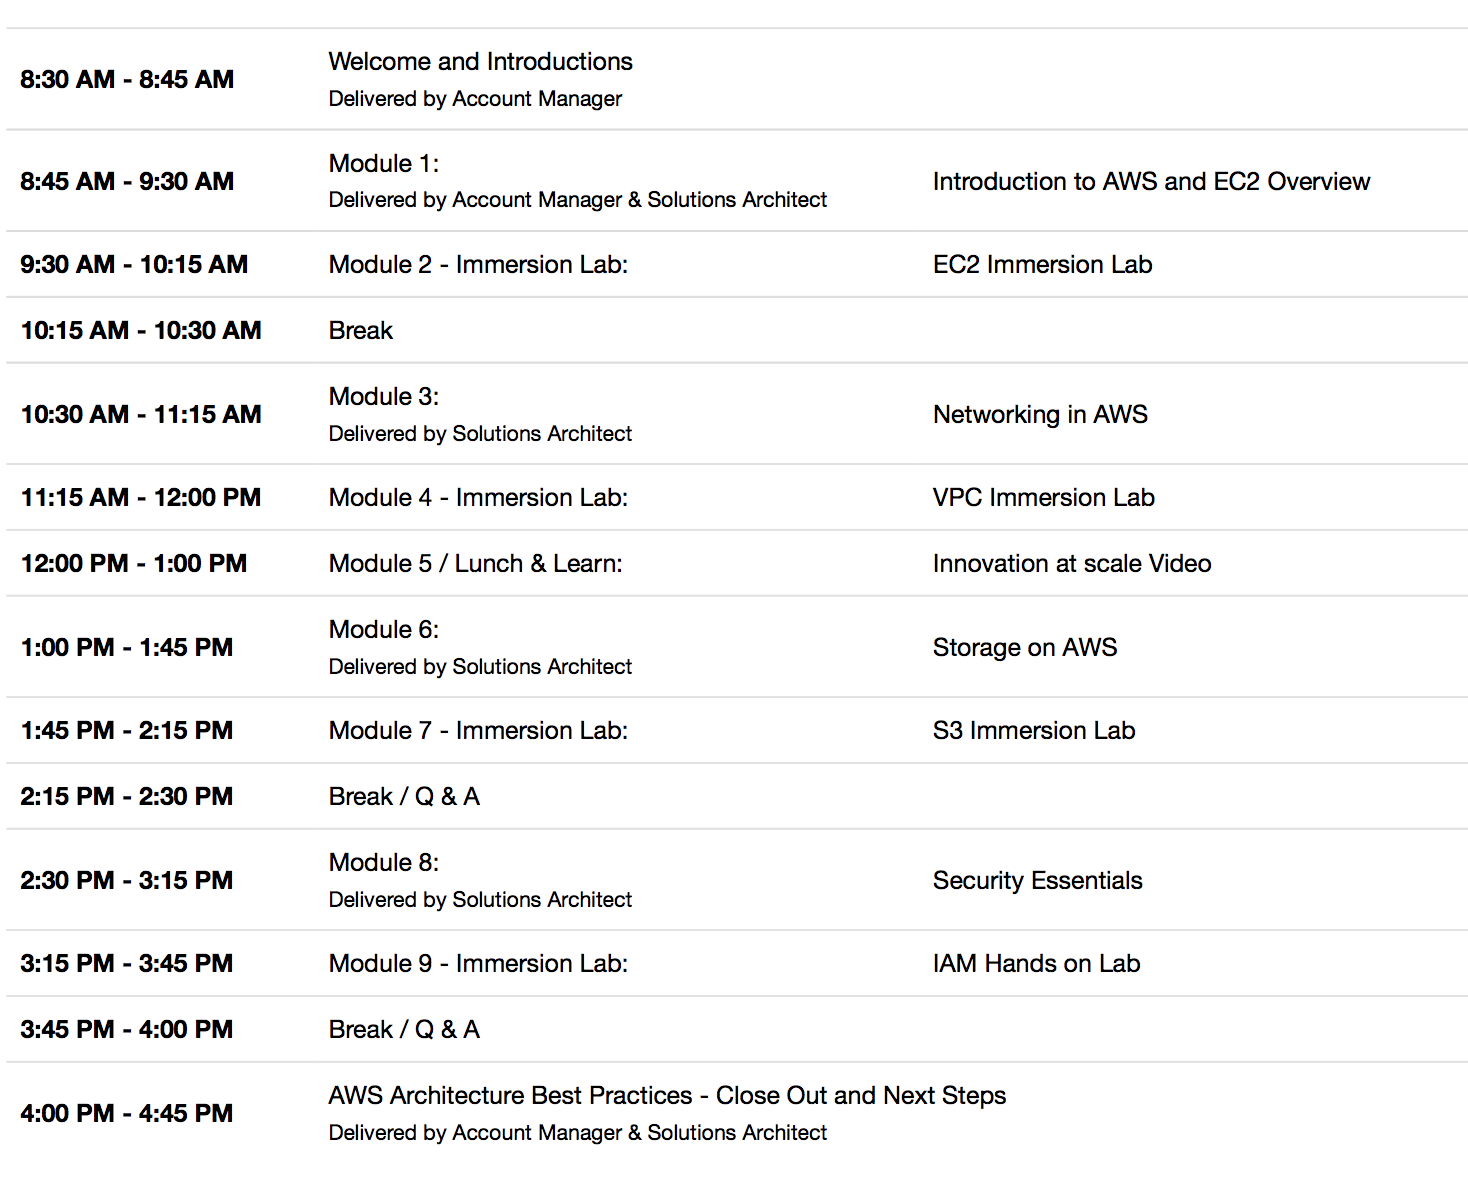 8:30 AM - 8:45 AM
Welcome and Introductions
Delivered by Account Manager
8:45 AM - 9:30 AM
Module 1:
Delivered by Account Manager & Solutions Architect
Introduction to AWS and EC2 Overview
9:30 AM - 10:15 AM
Module 2 - Immersion Lab:
EC2 Immersion Lab
10:15 AM - 10:30 AM
Break
10:30 AM - 11:15 AM
Module 3:
Delivered by Solutions Architect
Networking in AWS
11:15 AM - 12:00 PM
Module 4 - Immersion Lab:
VPC Immersion Lab
12:00 PM - 1:00 PM
Module 5 / Lunch & Learn:
Innovation at scale Video
1:00 PM - 1:45 PM
Module 6:
Delivered by Solutions Architect
Storage on AWS
1:45 PM - 2:15 PM
Module 7 - Immersion Lab:
S3 Immersion Lab
2:15 PM - 2:30 PM
Break / Q & A
2:30 PM - 3:15 PM
Module 8:
Delivered by Solutions Architect
Security Essentials
3:15 PM - 3:45 PM
Module 9 - Immersion Lab:
IAM Hands on Lab
3:45 PM - 4:00 PM
Break / Q & A
4:00 PM - 4:45 PM
AWS Architecture Best Practices - Close Out and Next Steps
Delivered by Account Manager & Solutions Architect